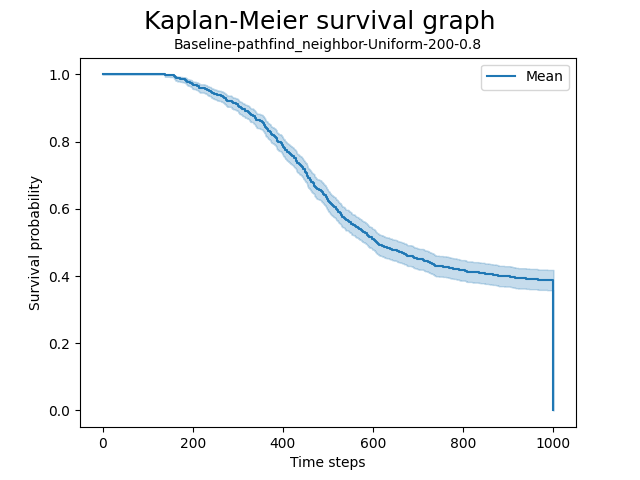 Kaplan-Meier survival graph
Baseline-pathfind_neighbor-Uniform-200-0.8
Mean
Survival probability
1.0
0.8
0.6
0.4
0.2
0.0
0 200 400 600 800 1000
Time steps